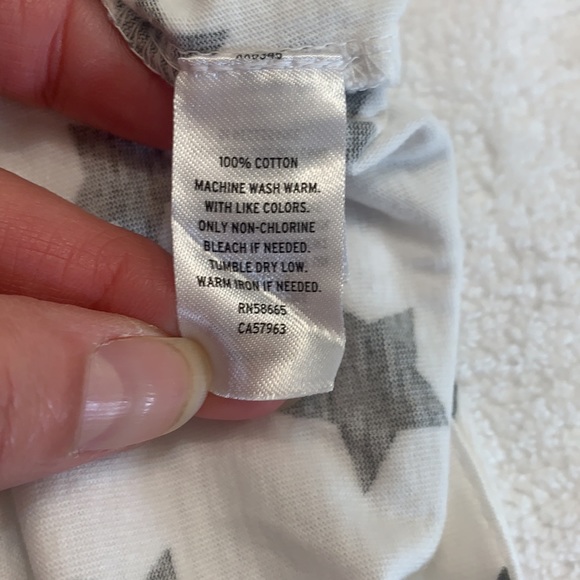 100% COTTON
MACHINE WASH WARM.
WITH LIKE COLORS.
ONLY NON-CHLORINE
BLEACH IF NEEDED.
TUMBLE DRY LOW.
WARM IRON IF NEEDED.
RN58665
CA57963